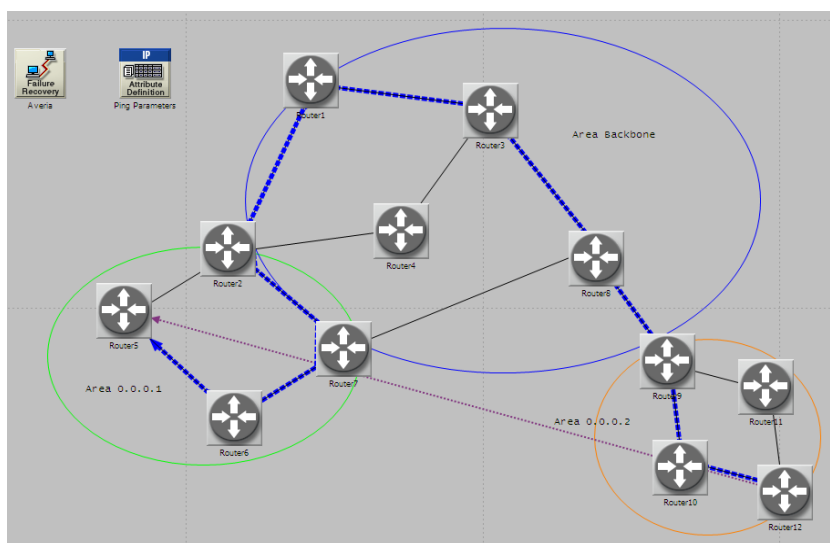 IP
Failure
Recovery
Averia
Attribute
Definition
Ping Parameters
Router1
Router3
Area Backbone
Router4
Router2
Router8
Router5
Router7
Router9
Area 0.0.0.1
Area 0.0.0.2
Router11
Router6
Router10
Router12